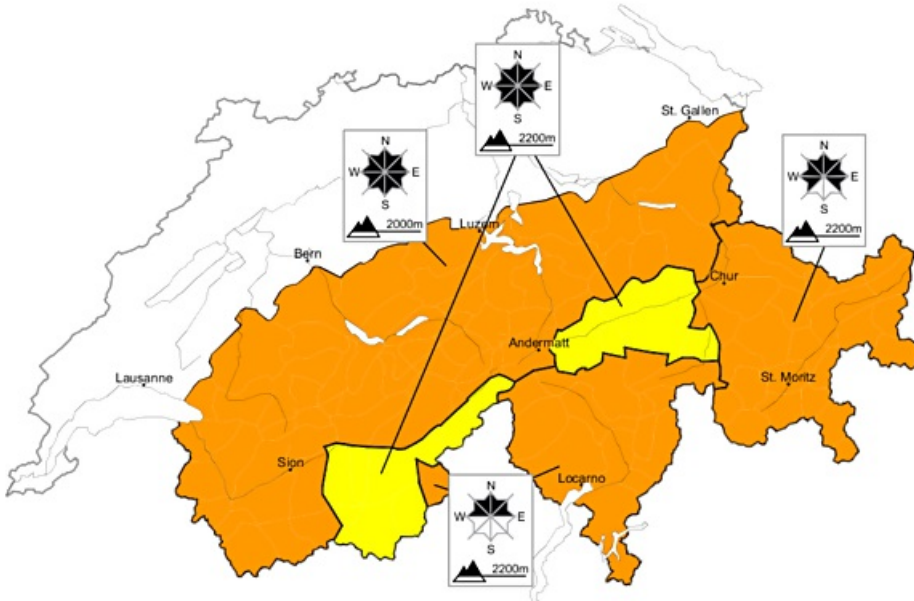 N
W E
S
2200m
St. Gallen
N
W E
S
2000m
N
W E
S
2200m
Luzern
Bern
Chur
Andermatt
Lausanne
St. Moritz
Sion
Locarno
N
W E
S
2200m